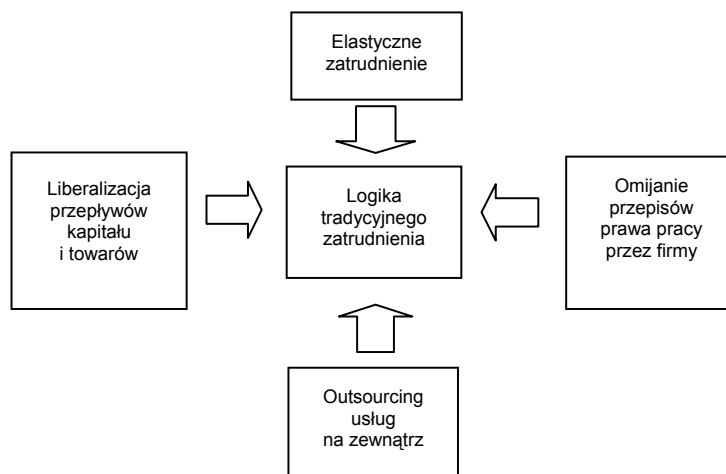 Elastyczne
zatrudnienie
Liberalizacja
przepływów
kapitału
i towarów
Logika
tradycyjnego
zatrudnienia
Omijanie
przepisów
prawa pracy
przez firmy
Outsourcing
usług
na zewnątrz